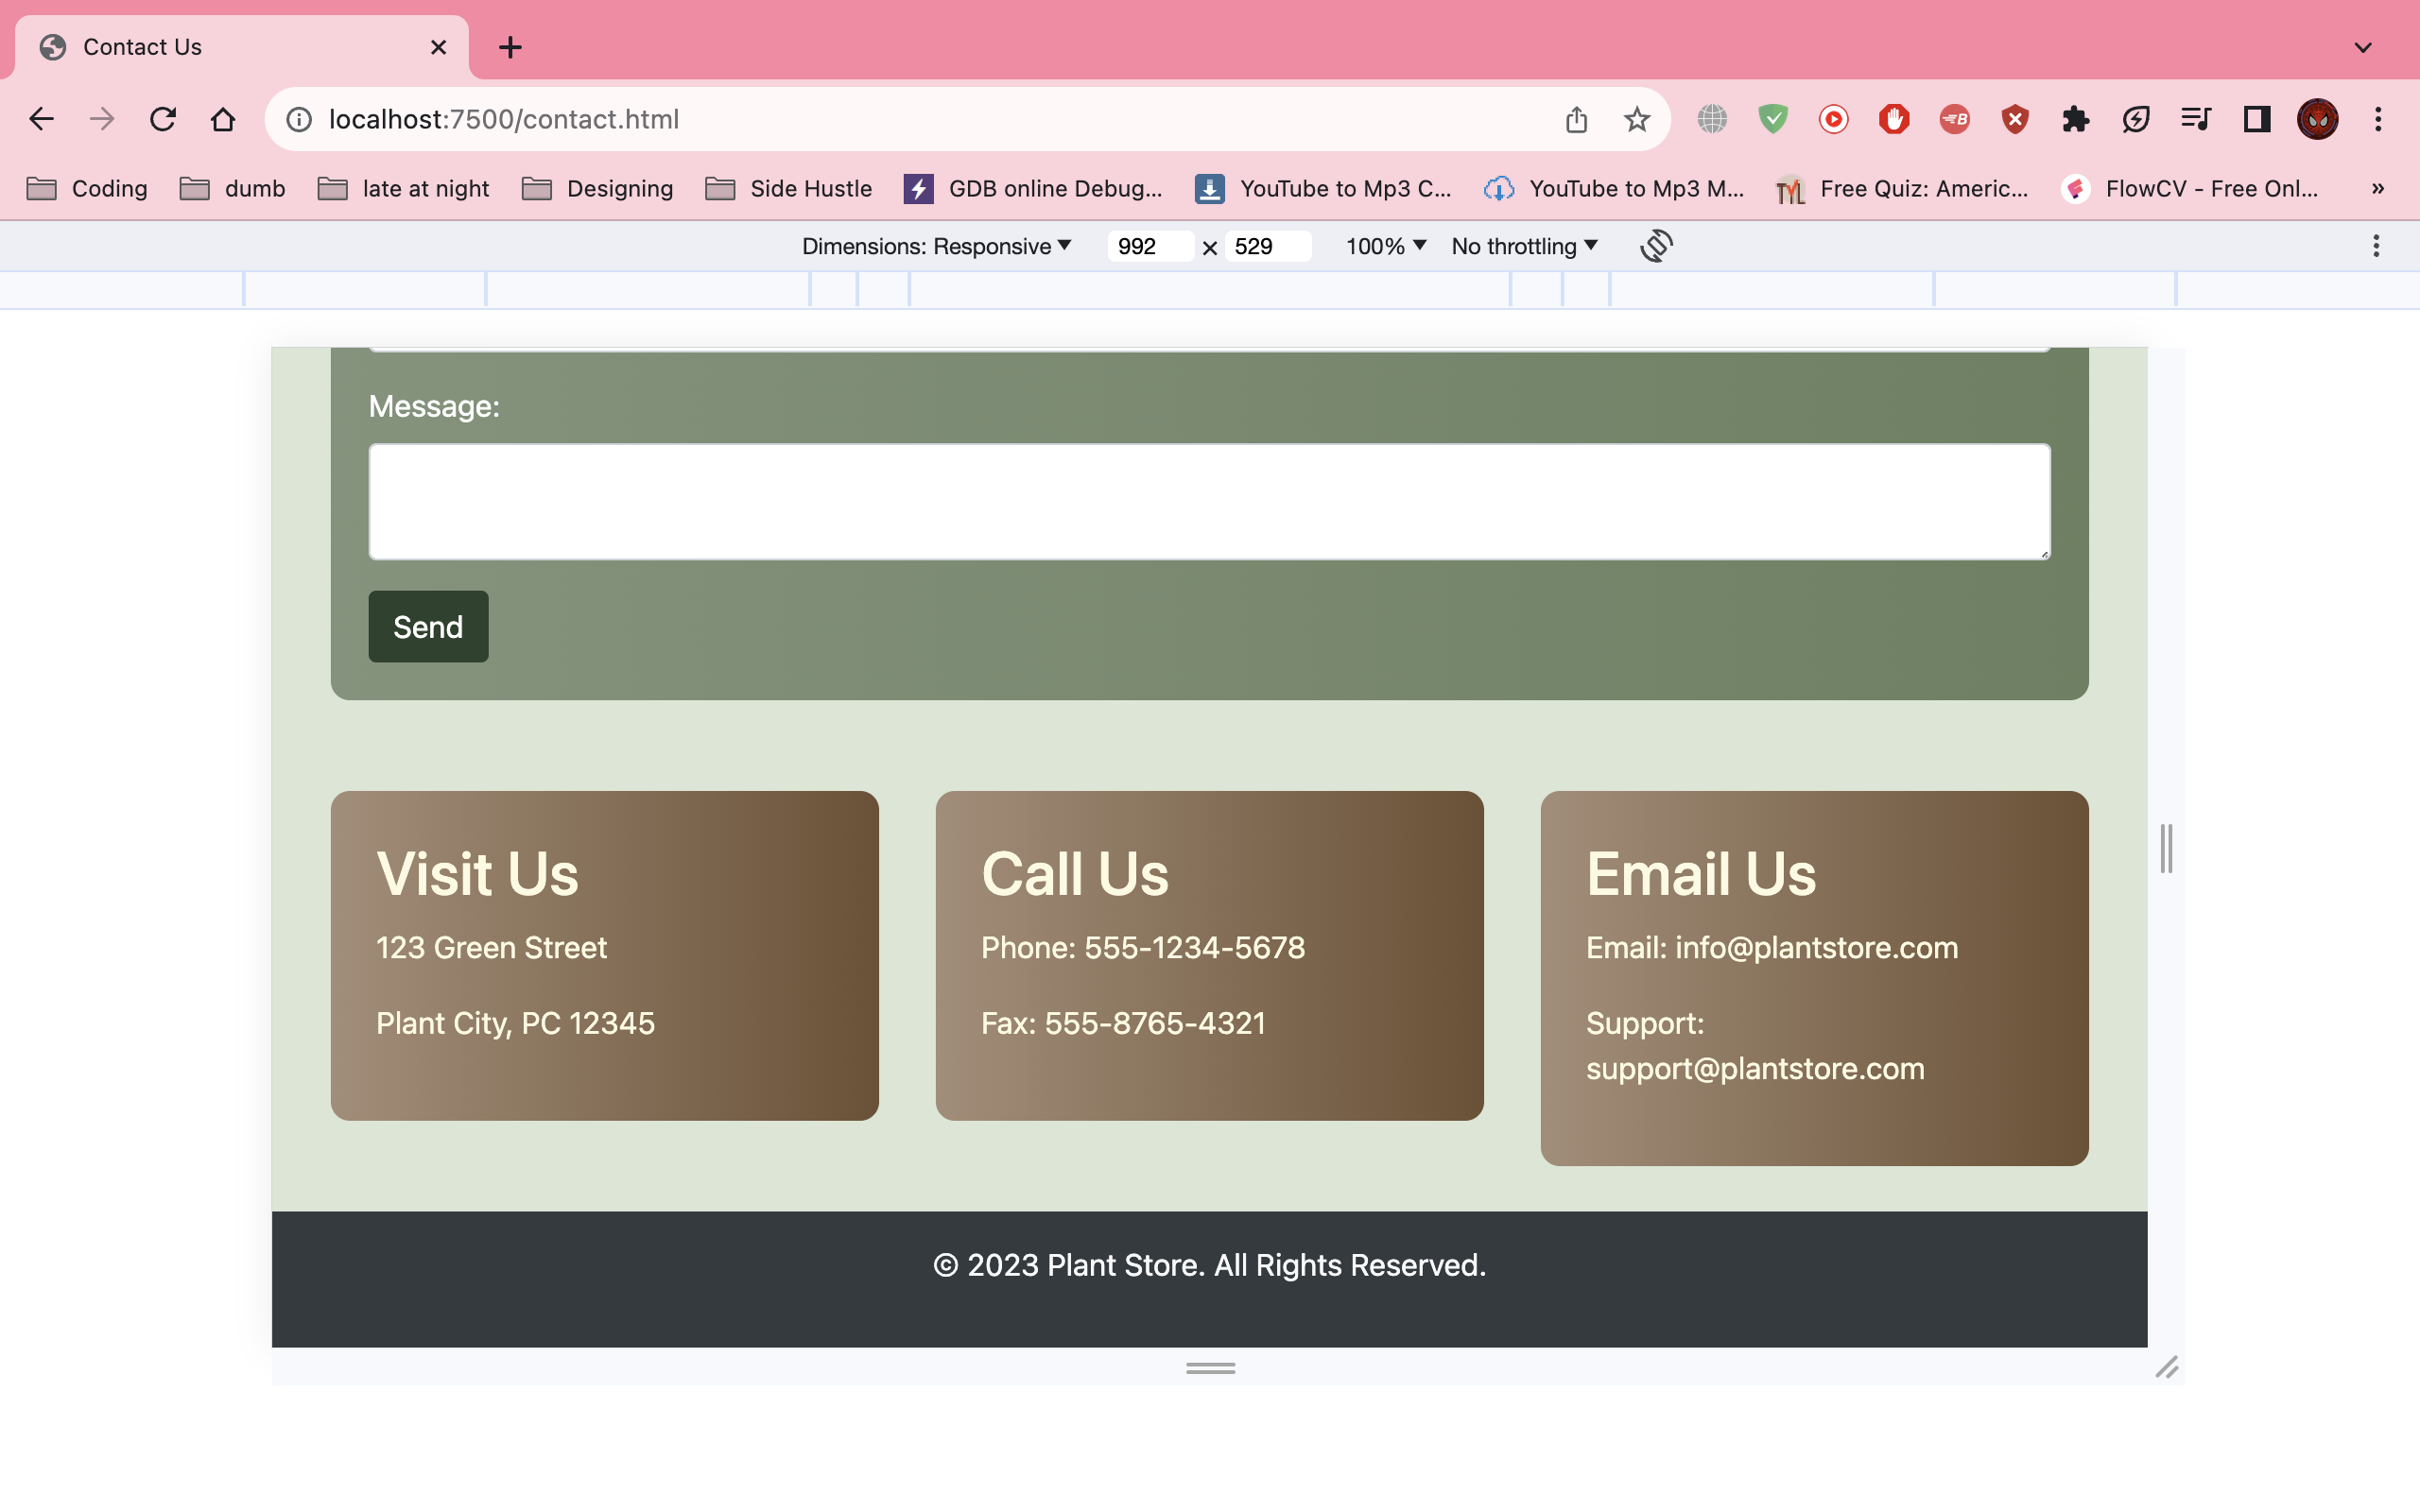 Contact Us
localhost:7500/contact.html
Coding dumb late at night Designing Side Hustle GDB online Debug... YouTube to Mp3 C... YouTube to Mp3 M... Free Quiz: Americ... FlowCV - Free Onl... »
Dimensions: Responsive 992 × 529 100% No throttling
Message:
Send
Visit Us
123 Green Street
Plant City, PC 12345
Call Us
Phone: 555-1234-5678
Fax: 555-8765-4321
Email Us
Email: info@plantstore.com
Support:
support@plantstore.com
© 2023 Plant Store. All Rights Reserved.